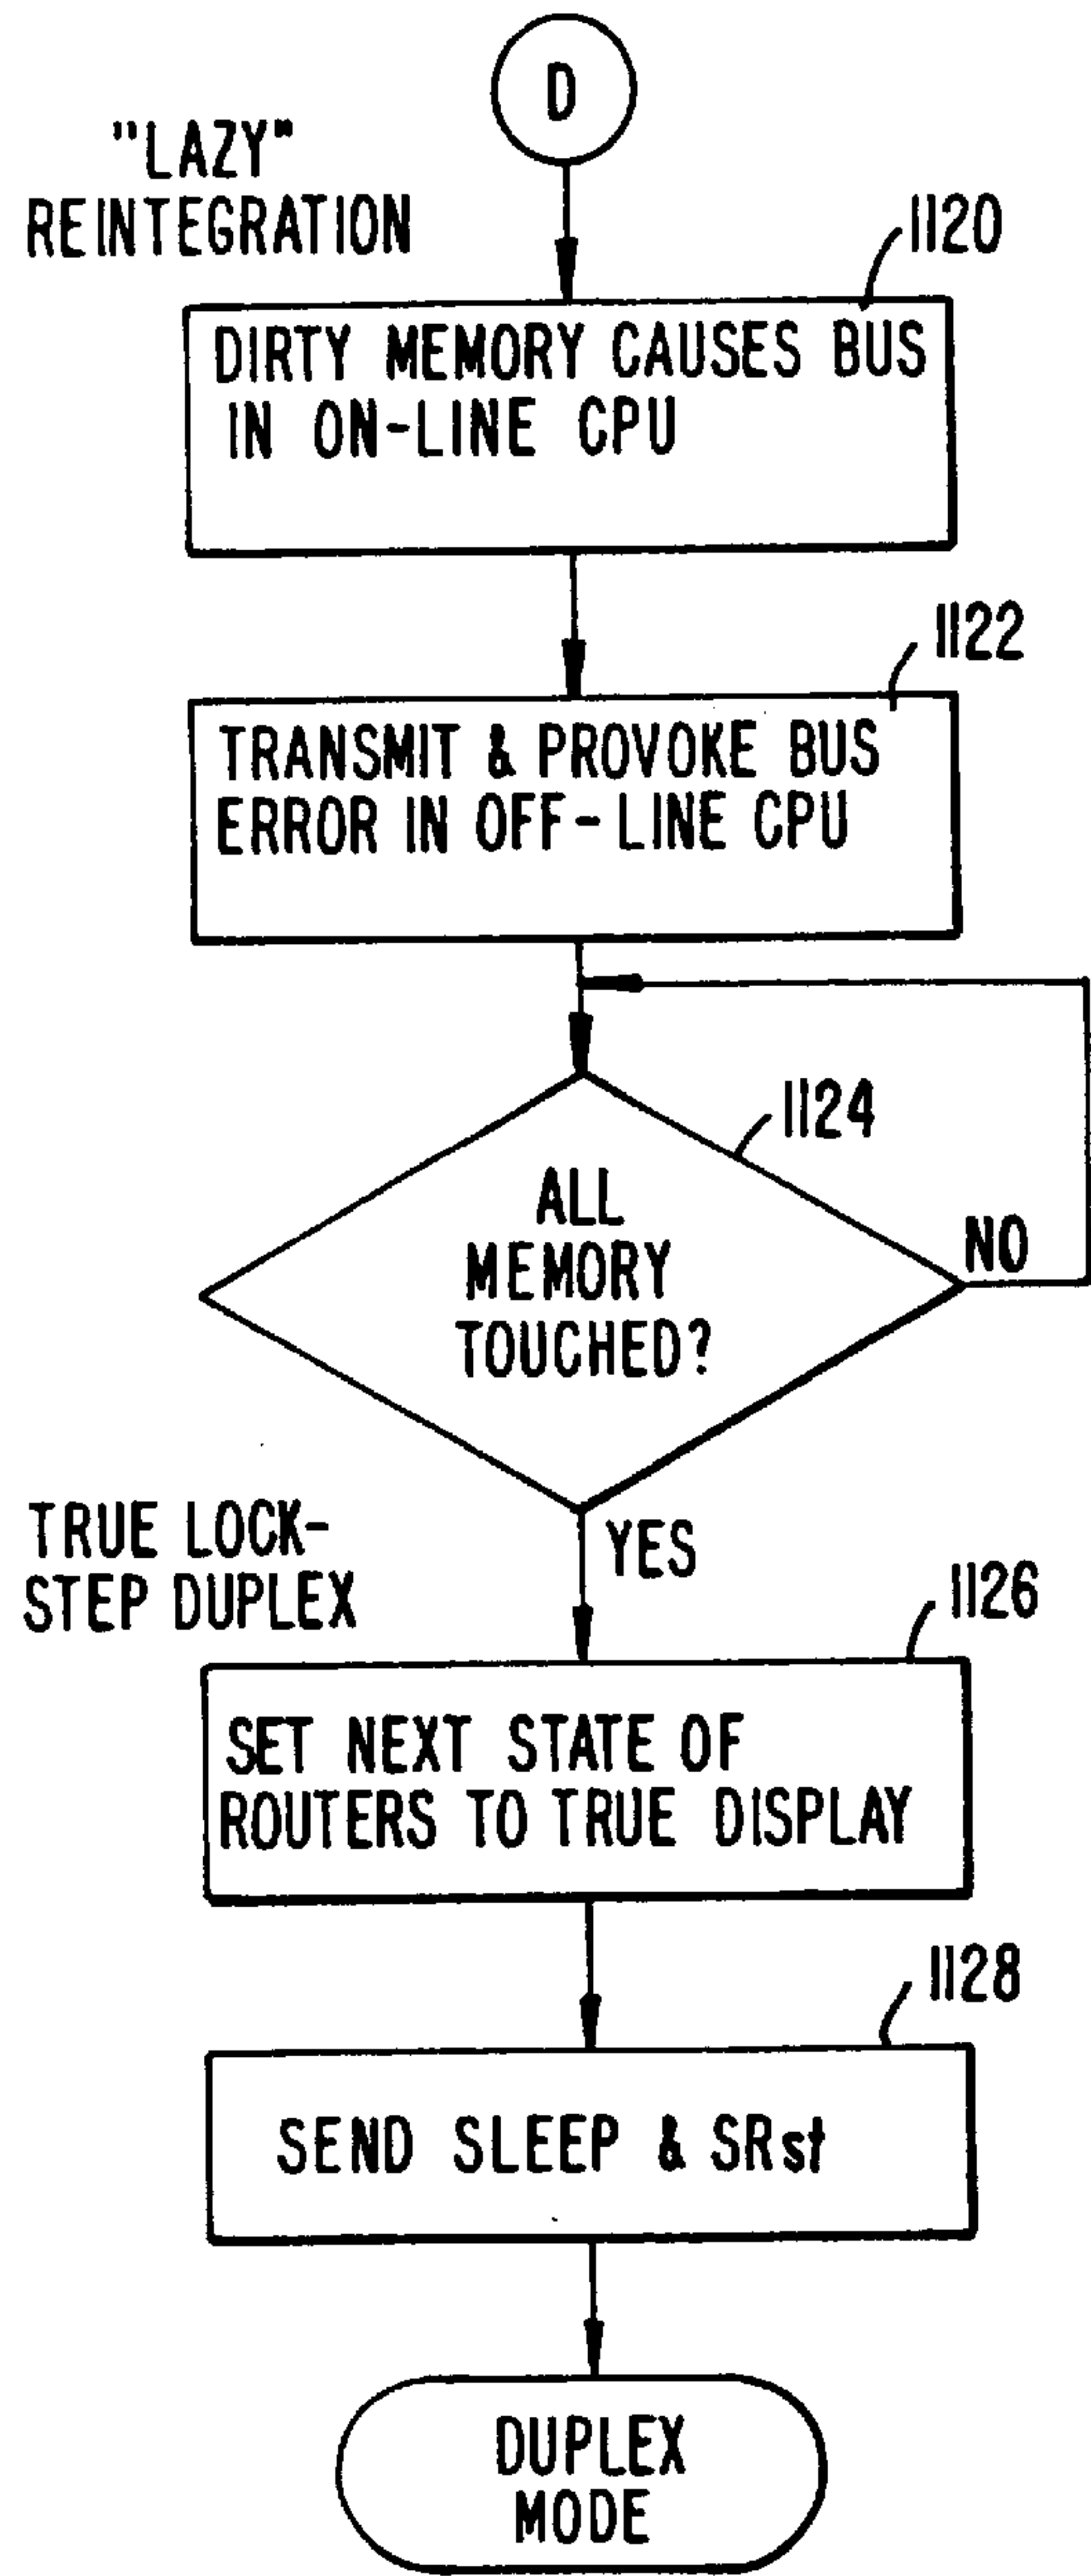 D
"LAZY"
REINTEGRATION
1120
DIRTY MEMORY CAUSES BUS
IN ON-LINE CPU
1122
TRANSMIT & PROVOKE BUS
ERROR IN OFF-LINE CPU
1124
ALL
MEMORY
TOUCHED?
NO
YES
TRUE LOCK-
STEP DUPLEX
1126
SET NEXT STATE OF
ROUTERS TO TRUE DISPLAY
1128
SEND SLEEP & SRst
DUPLEX
MODE